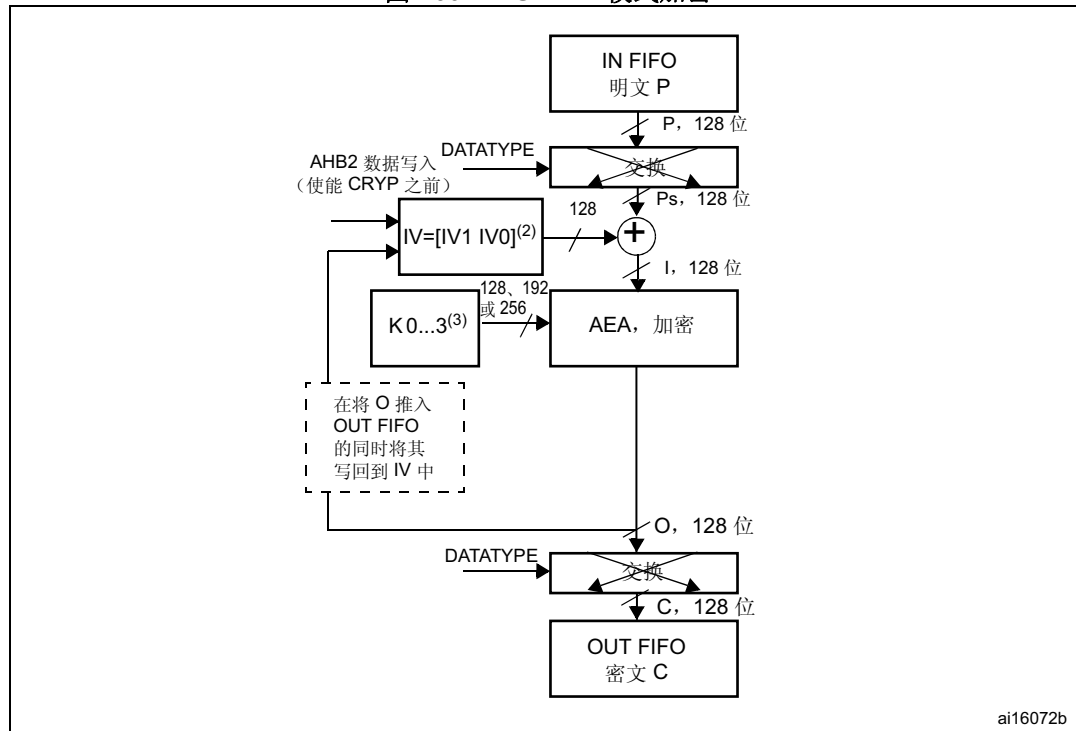 IN FIFO
明文 P
P，128 位
DATATYPE
交换
AHB2 数据写入
（使能 CRYP 之前）
Ps，128 位
128
IV=[IV1 IV0](2)
+
I，128 位
128、192
或 256
K 0...3(3)
AEA，加密
在将 O 推入
OUT FIFO
的同时将其
写回到 IV 中
O，128 位
DATATYPE
交换
C，128 位
OUT FIFO
密文 C
ai16072b